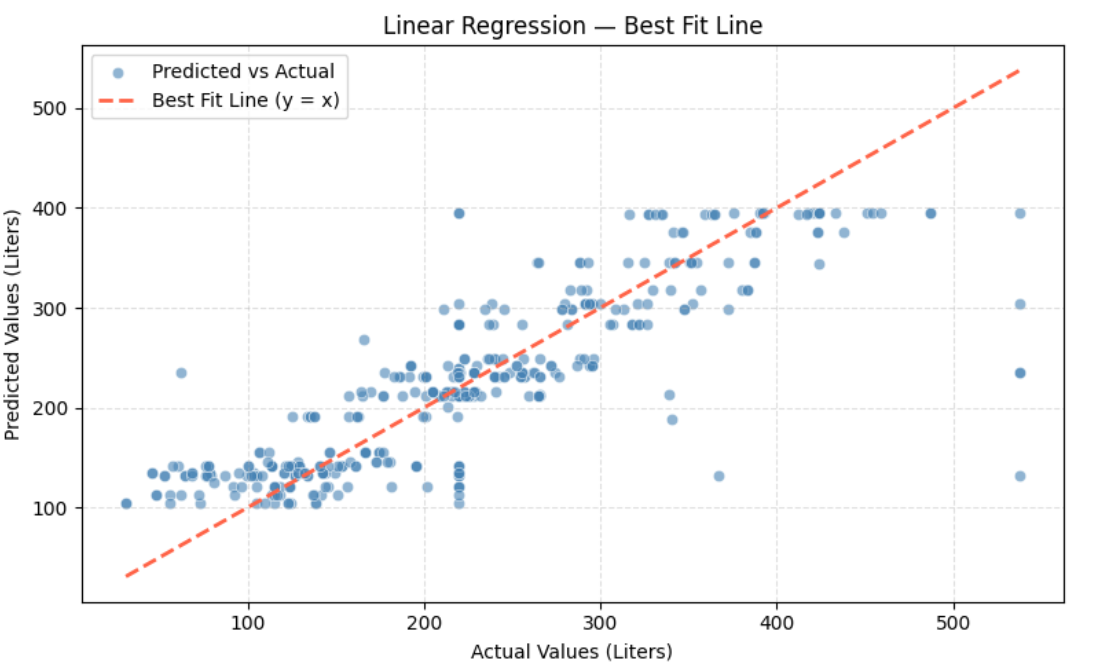 Linear Regression — Best Fit Line
Predicted vs Actual
Best Fit Line (y = x)
Predicted Values (Liters)
500
400
300
200
100
100 200 300 400 500
Actual Values (Liters)